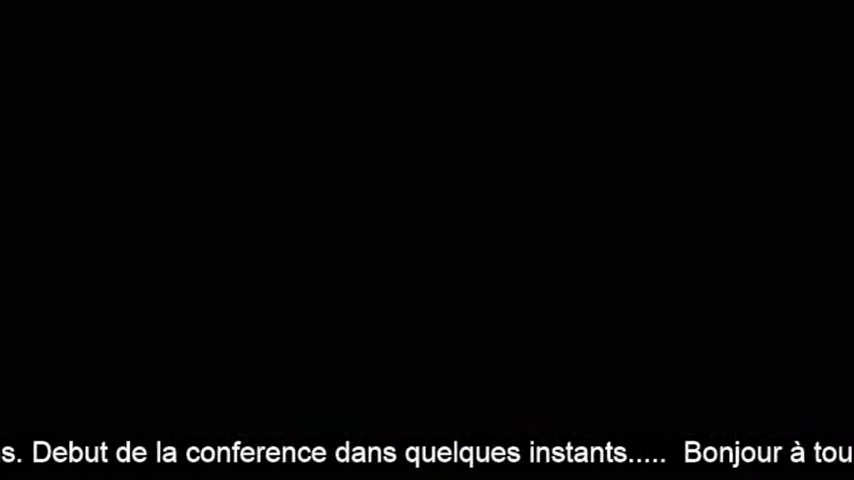 s. Debut de la conference dans quelques instants..... Bonjour à tou